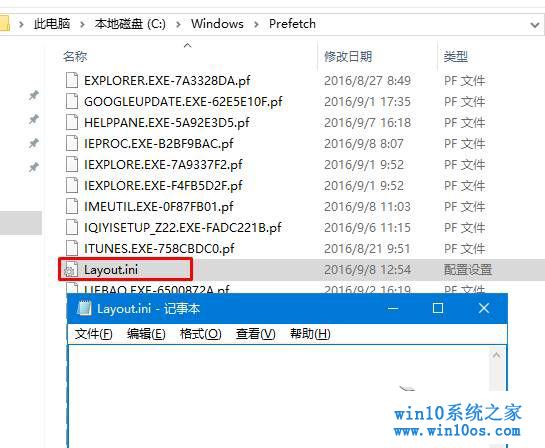 此电脑 > 本地磁盘 (C:) > Windows > Prefetch
名称 修改日期 类型
EXPLORER.EXE-7A3328DA.pf 2016/8/27 8:49 PF 文件
GOOGLEUPDATE.EXE-62E5E10F.pf 2016/9/1 17:35 PF 文件
HELPPANE.EXE-5A92E3D5.pf 2016/9/7 16:18 PF 文件
IEPROC.EXE-B2BF9BAC.pf 2016/9/8 8:07 PF 文件
IEXPLORE.EXE-7A9337F2.pf 2016/9/1 9:52 PF 文件
IEXPLORE.EXE-F4FB5D2F.pf 2016/9/1 9:52 PF 文件
IMEUTIL.EXE-0F87FB01.pf 2016/9/8 11:03 PF 文件
IQIYISETUP_Z22.EXE-FADC221B.pf 2016/9/6 11:15 PF 文件
ITUNES.EXE-758CBDC0.pf 2016/8/21 9:51 PF 文件
Layout.ini 2016/9/8 12:54 配置设置
LIEBAO.EXE-6500872A.pf 2016/9/2 16:19 PF 文件
Layout.ini - 记事本
文件(F) 编辑(E) 格式(O) 查看(V) 帮助(H)
win10系统之家
www.win10os.com